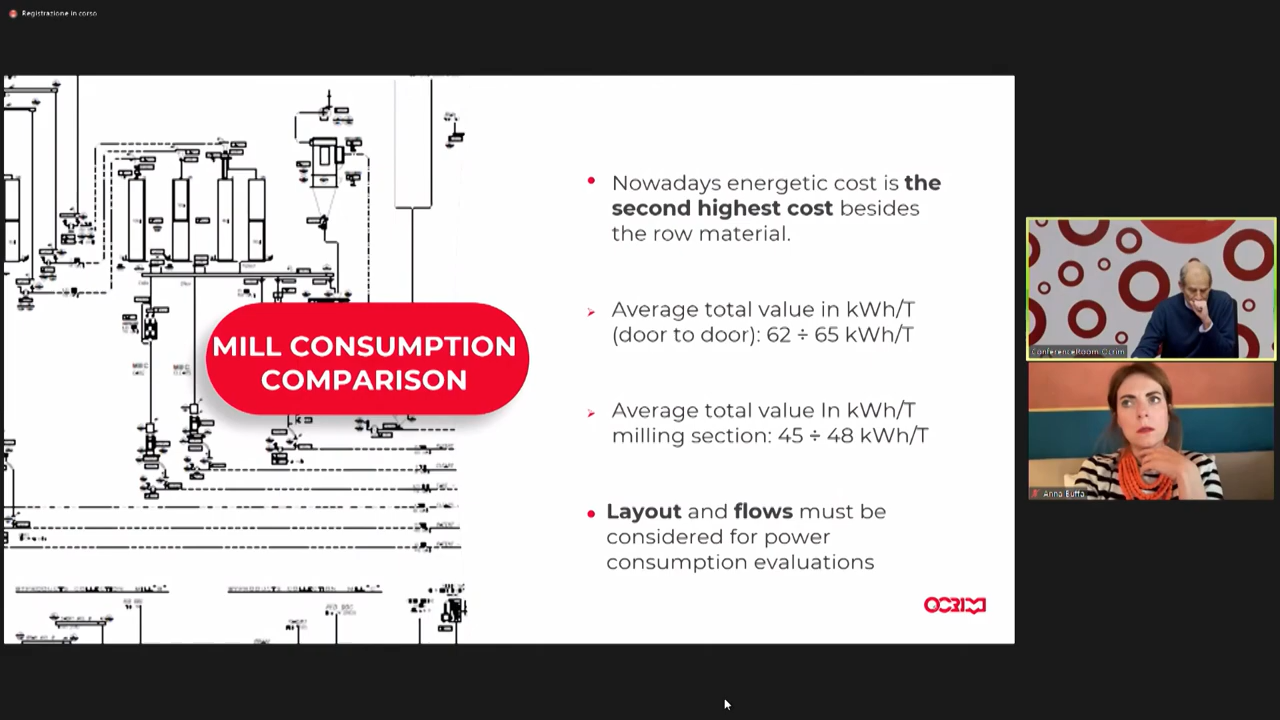 Registrazione in corso
MILL CONSUMPTION
COMPARISON
Nowadays energetic cost is the
second highest cost besides
the row material.
Average total value in kWh/T
(door to door): 62 ÷ 65 kWh/T
Average total value In kWh/T
milling section: 45 ÷ 48 kWh/T
Layout and flows must be
considered for power
consumption evaluations
OCRIM
ConferenceRoom Ocrim
Anna Buffa